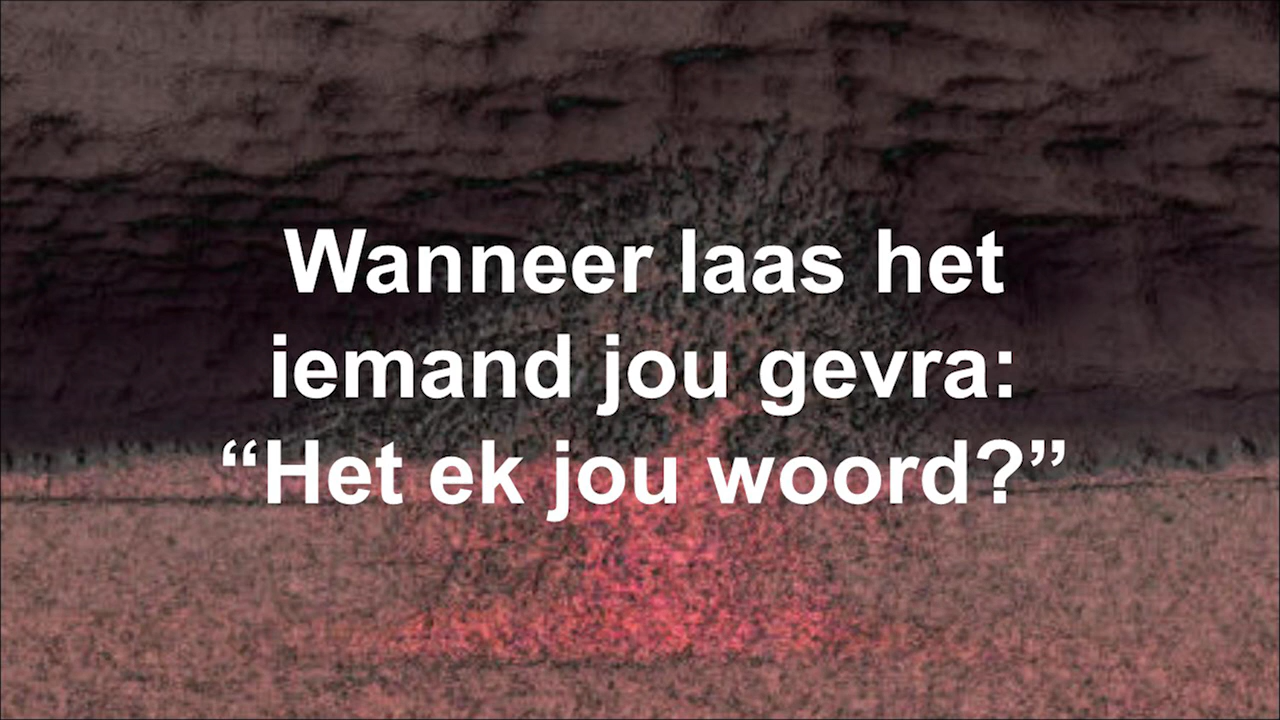 Wanneer laas het
iemand jou gevra:
“Het ek jou woord?”